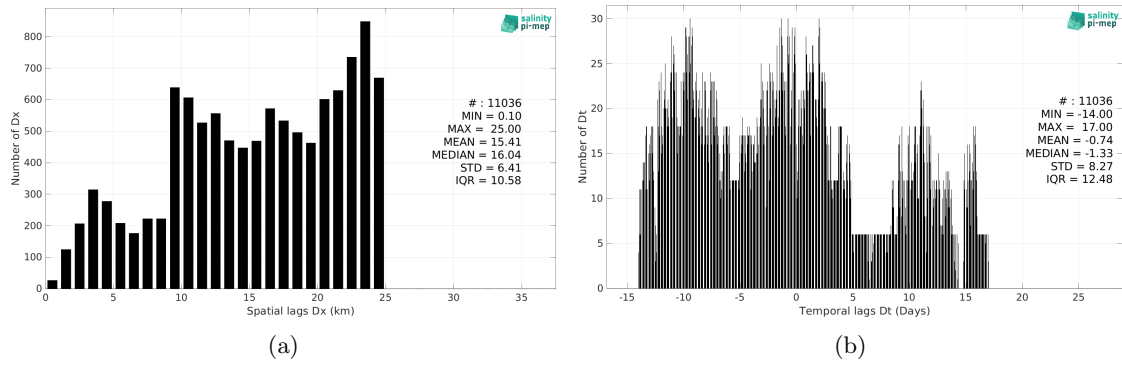 salinity
pi-mep
800
700
600
500
400
300
200
100
0
Number of Dx
# : 11036
MIN = 0.10
MAX = 25.00
MEAN = 15.41
MEDIAN = 16.04
STD = 6.41
IQR = 10.58
0 5 10 15 20 25 30 35
Spatial lags Dx (km)
(a)
salinity
pi-mep
30
25
20
15
10
5
0
Number of Dt
# : 11036
MIN = -14.00
MAX = 17.00
MEAN = -0.74
MEDIAN = -1.33
STD = 8.27
IQR = 12.48
-15 -10 -5 0 5 10 15 20 25
Temporal lags Dt (Days)
(b)